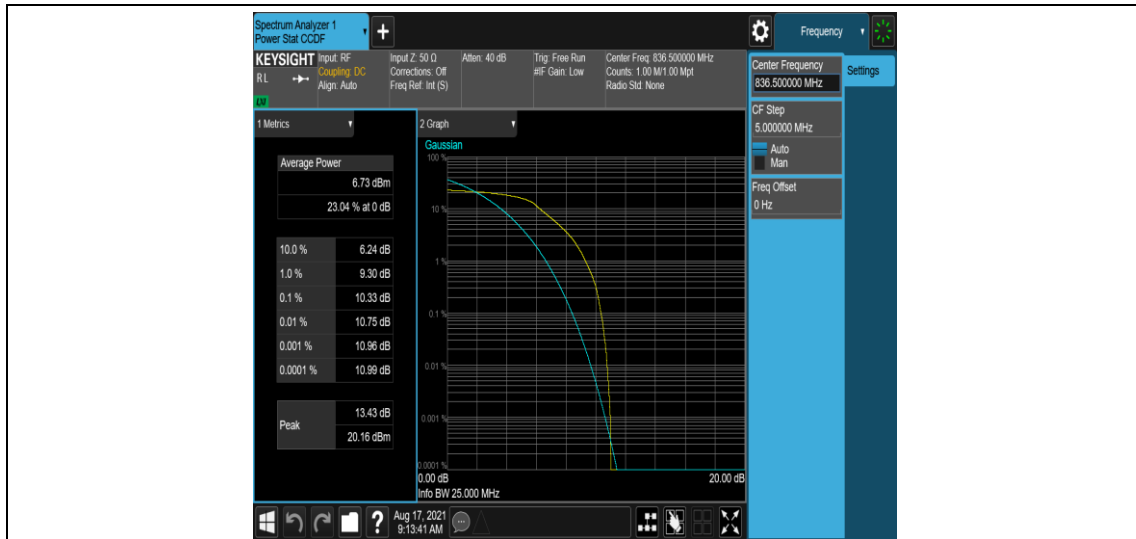 Spectrum Analyzer 1
Power Stat CCDF
+
Frequency
KEYSIGHT
RL
LXI
Input: RF
Coupling: DC
Align: Auto
Input Z: 50 Ω
Corrections: Off
Freq Ref: Int (S)
Atten: 40 dB
Trig: Free Run
#IF Gain: Low
Center Freq: 836.500000 MHz
Counts: 1.00 M/1.00 Mpt
Radio Std: None
Center Frequency
836.500000 MHz
Settings
CF Step
5.000000 MHz
Auto
Man
Freq Offset
0 Hz
1 Metrics
Average Power
6.73 dBm
23.04 % at 0 dB
10.0 % 6.24 dB
1.0 % 9.30 dB
0.1 % 10.33 dB
0.01 % 10.75 dB
0.001 % 10.96 dB
0.0001 % 10.99 dB
Peak
13.43 dB
20.16 dBm
2 Graph
Gaussian
100 %
10 %
1 %
0.1 %
0.01 %
0.001 %
0.0001 %
0.00 dB 20.00 dB
Info BW 25.000 MHz
?
Aug 17, 2021
9:13:41 AM